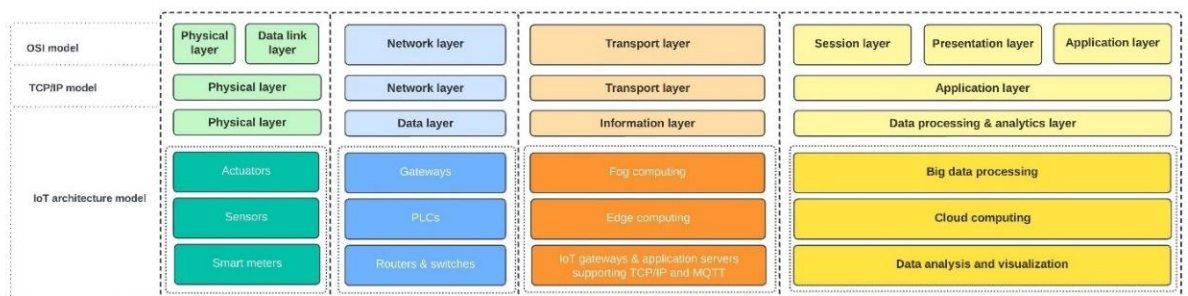 OSI model
Physical
layer
Data link
layer
Network layer
Transport layer
Session layer
Presentation layer
Application layer
TCP/IP model
Physical layer
Network layer
Transport layer
Application layer
IoT architecture model
Physical layer
Data layer
Information layer
Data processing & analytics layer
Actuators
Gateways
Fog computing
Big data processing
Sensors
PLCs
Edge computing
Cloud computing
Smart meters
Routers & switches
IoT gateways & application servers
supporting TCP/IP and MQTT
Data analysis and visualization